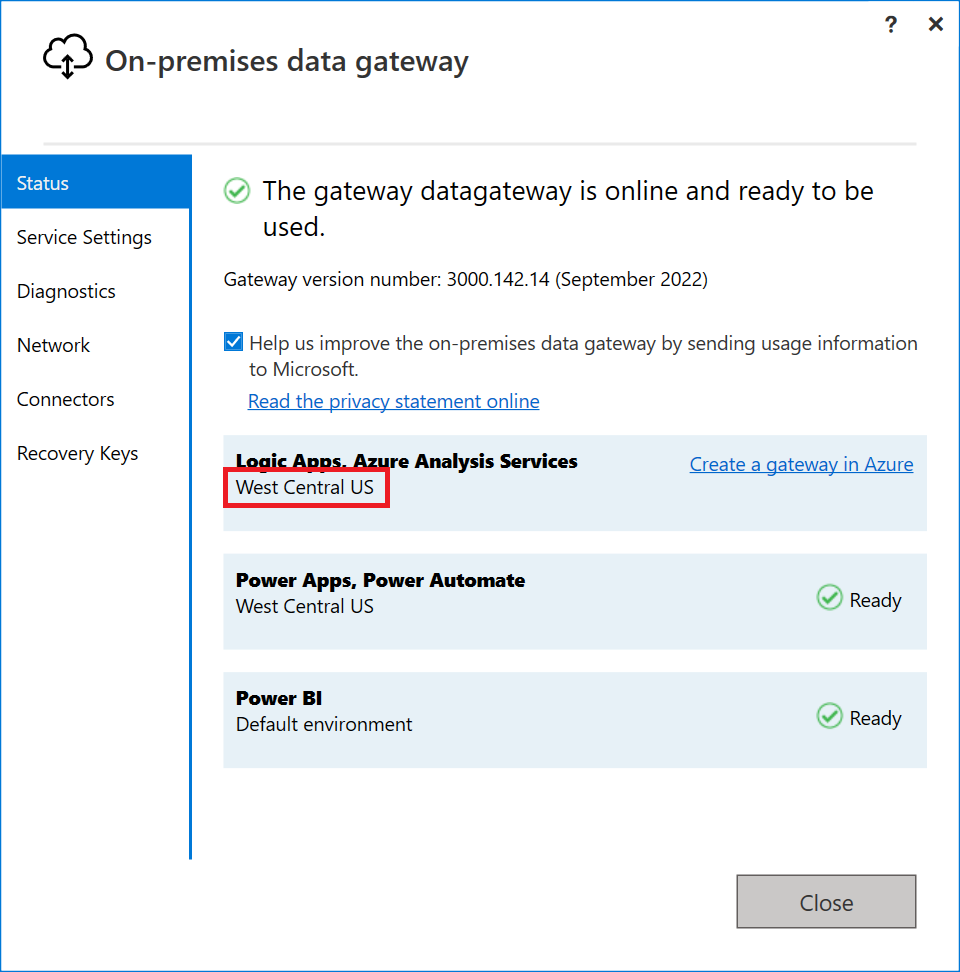 ?
On-premises data gateway
Status
Service Settings
Diagnostics
Network
Connectors
Recovery Keys
The gateway datagateway is online and ready to be
used.
Gateway version number: 3000.142.14 (September 2022)
Help us improve the on-premises data gateway by sending usage information
to Microsoft.
Read the privacy statement online
Logic Apps, Azure Analysis Services
Create a gateway in Azure
West Central US
Power Apps, Power Automate
West Central US
Ready
Power BI
Default environment
Ready
Close